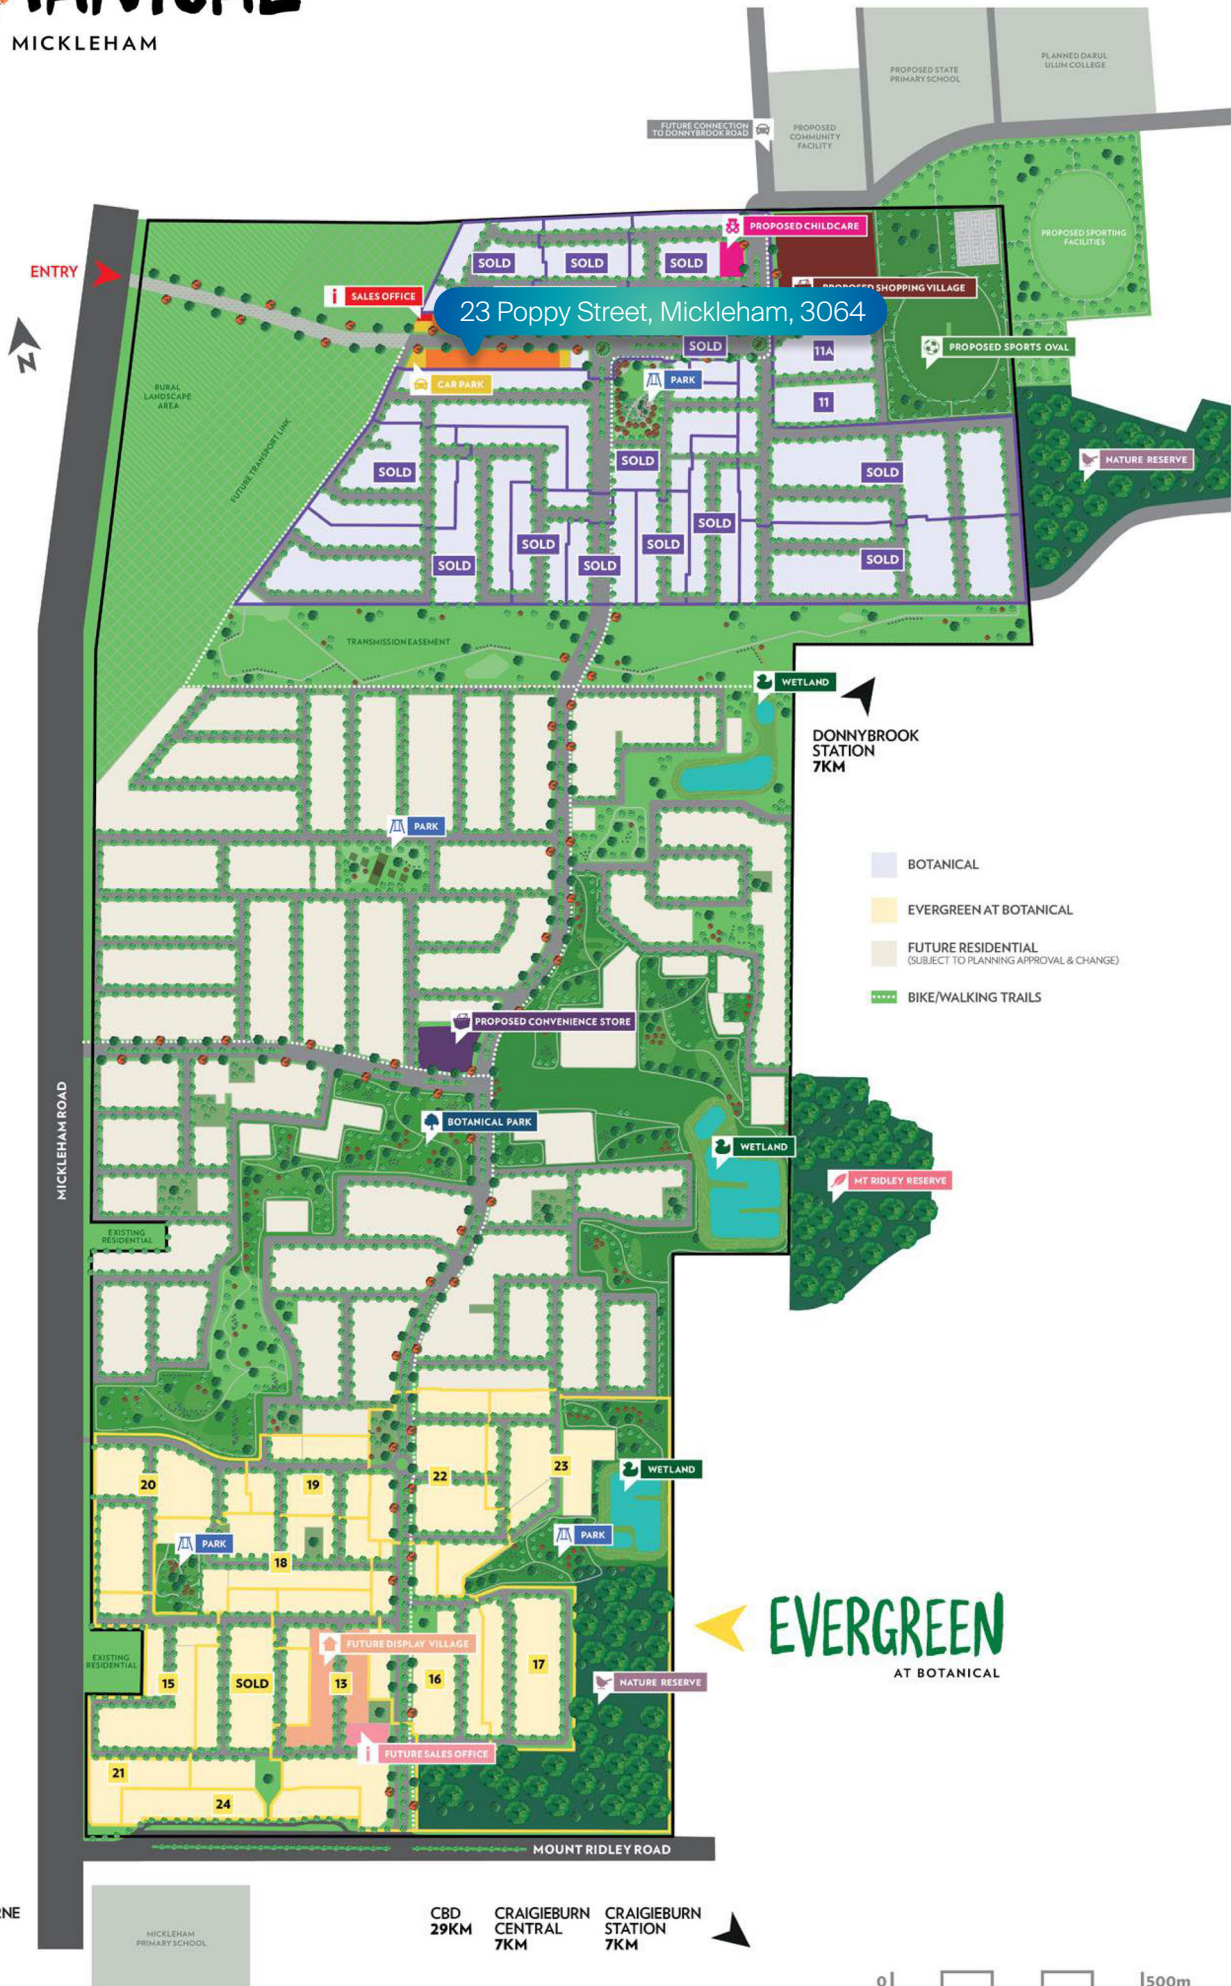 MICKLEHAM
PLANNED DARUL
ULUM COLLEGE
PROPOSED STATE
PRIMARY SCHOOL
FUTURE CONNECTION
TO DONNYBROOK ROAD
PROPOSED
COMMUNITY
FACILITY
PROPOSED CHILDCARE
PROPOSED SPORTING
FACILITIES
ENTRY
SOLD
SOLD
SOLD
i SALES OFFICE
PROPOSED SHOPPING VILLAGE
23 Poppy Street, Mickleham, 3064
N
SOLD
11A
PROPOSED SPORTS OVAL
CAR PARK
PARK
RURAL
LANDSCAPE
AREA
11
FUTURE TRANSPORT LINK
SOLD
SOLD
SOLD
NATURE RESERVE
SOLD
SOLD
SOLD
SOLD
SOLD
SOLD
TRANSMISSION EASEMENT
WETLAND
DONNYBROOK
STATION
7KM
PARK
BOTANICAL
EVERGREEN AT BOTANICAL
FUTURE RESIDENTIAL
(SUBJECT TO PLANNING APPROVAL & CHANGE)
BIKE/WALKING TRAILS
PROPOSED CONVENIENCE STORE
MICKLEHAM ROAD
BOTANICAL PARK
WETLAND
MT RIDLEY RESERVE
EXISTING
RESIDENTIAL
20
19
22
23
WETLAND
PARK
18
PARK
EVERGREEN
AT BOTANICAL
EXISTING
RESIDENTIAL
FUTURE DISPLAY VILLAGE
15
SOLD
13
16
17
NATURE RESERVE
i FUTURE SALES OFFICE
21
24
MOUNT RIDLEY ROAD
MICKLEHAM
PRIMARY SCHOOL
CBD
29KM
CRAIGIEBURN
CENTRAL
7KM
CRAIGIEBURN
STATION
7KM
0
500m